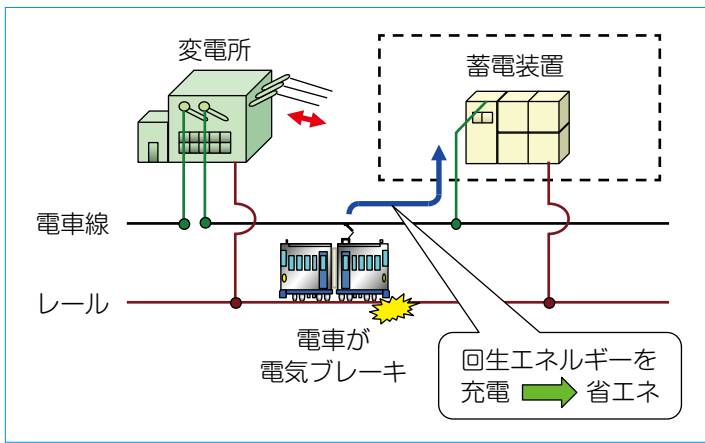 変電所
蓄電装置
電車線
レール
電車が
電気ブレーキ
回生エネルギーを
充電 省エネ